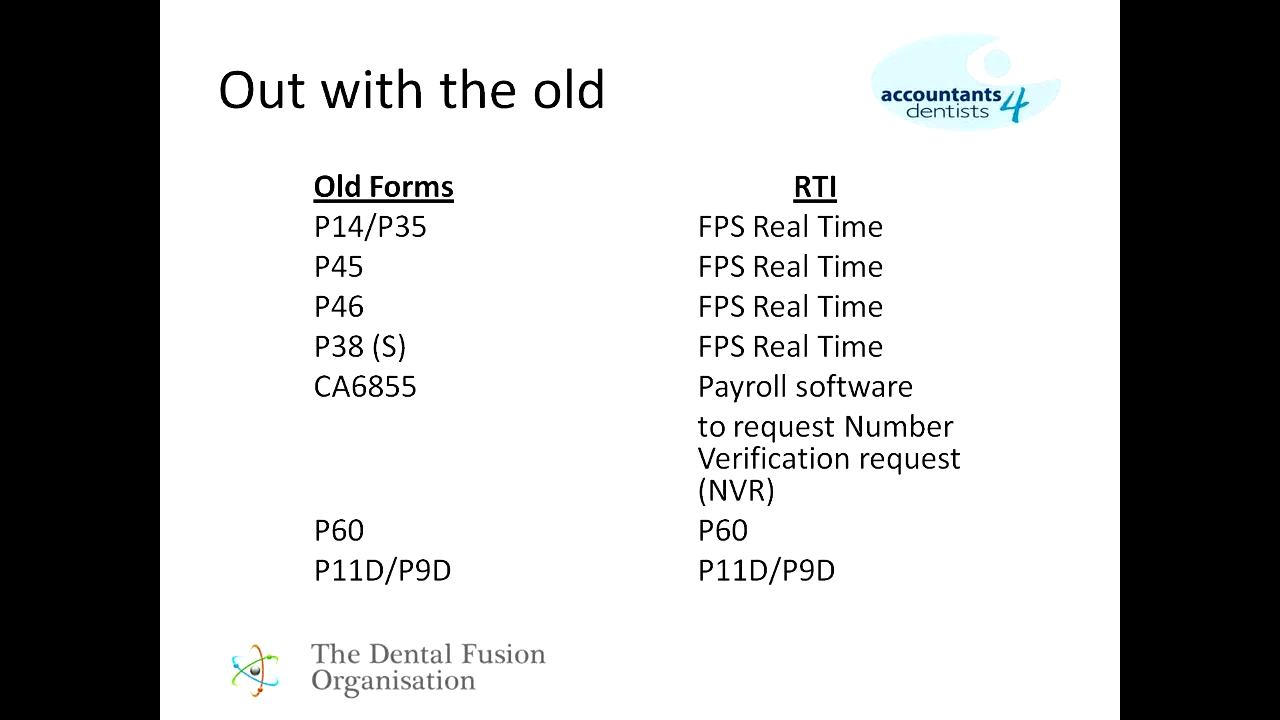 Out with the old
accountants 4
dentists
Old Forms RTI
P14/P35 FPS Real Time
P45 FPS Real Time
P46 FPS Real Time
P38 (S) FPS Real Time
CA6855 Payroll software
to request Number
Verification request
(NVR)
P60 P60
P11D/P9D P11D/P9D
The Dental Fusion
Organisation